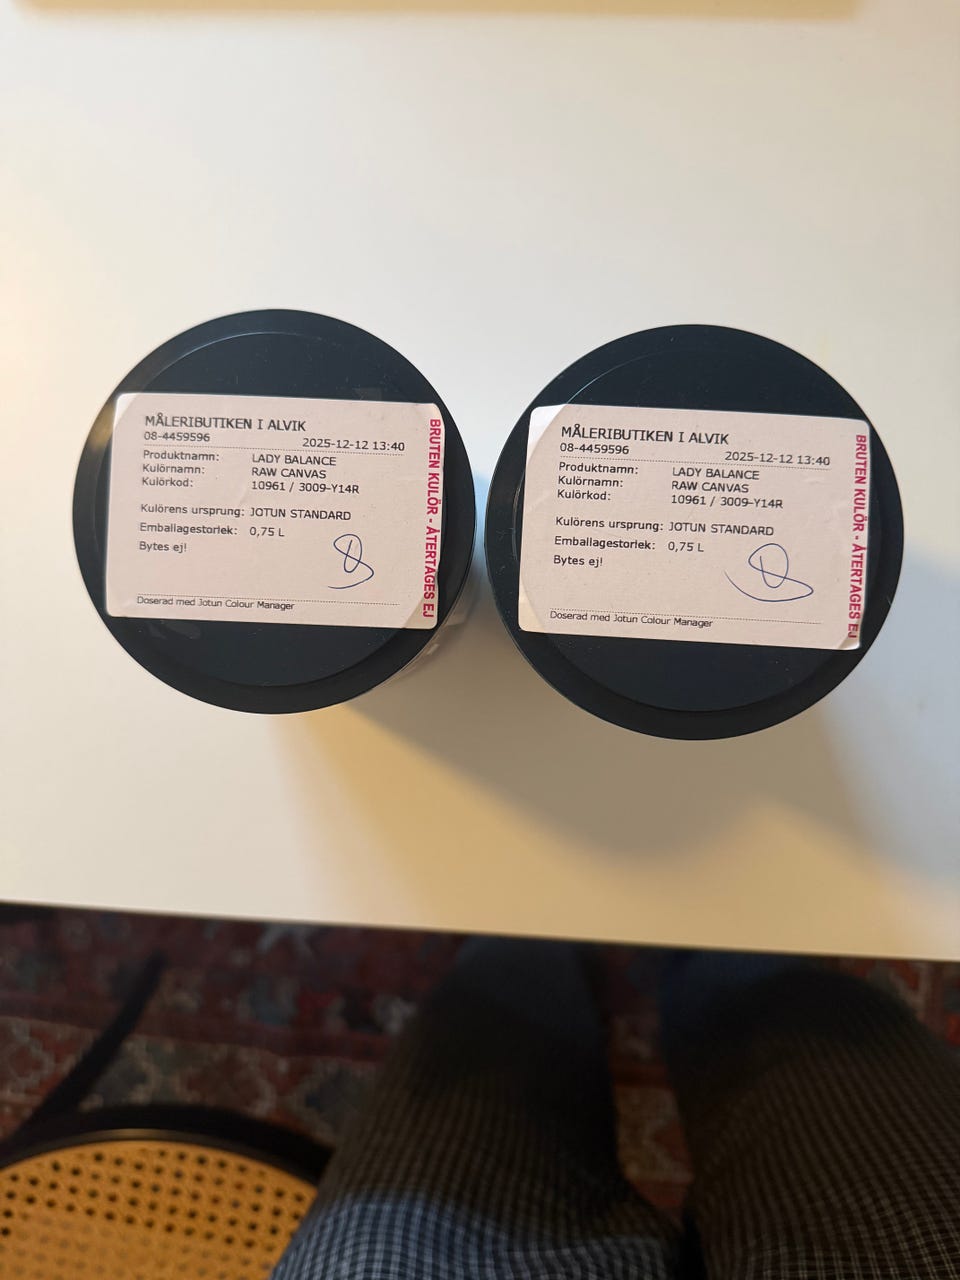 MÅLERIBUTIKEN I ALVIK
08-4459596 2025-12-12 13:40
Produktnamn: LADY BALANCE
Kulörnamn: RAW CANVAS
Kulörkod: 10961 / 3009-Y14R
Kulörens ursprung: JOTUN STANDARD
Emballagestorlek: 0,75 L
Bytes ej!
Doserad med Jotun Colour Manager
BRUTEN KULÖR - ÅTERTAGES EJ
MÅLERIBUTIKEN I ALVIK
08-4459596 2025-12-12 13:40
Produktnamn: LADY BALANCE
Kulörnamn: RAW CANVAS
Kulörkod: 10961 / 3009-Y14R
Kulörens ursprung: JOTUN STANDARD
Emballagestorlek: 0,75 L
Bytes ej!
Doserad med Jotun Colour Manager
BRUTEN KULÖR - ÅTERTAGES EJ